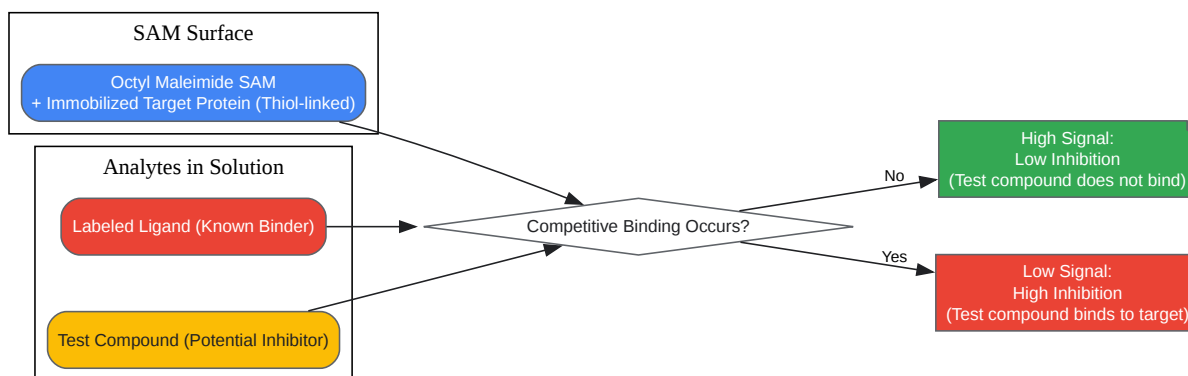 SAM Surface
Octyl Maleimide SAM
+ Immobilized Target Protein (Thiol-linked)
Analytes in Solution
Labeled Ligand (Known Binder)
Test Compound (Potential Inhibitor)
Competitive Binding Occurs?
No
Yes
High Signal:
Low Inhibition
(Test compound does not bind)
Low Signal:
High Inhibition
(Test compound binds to target)